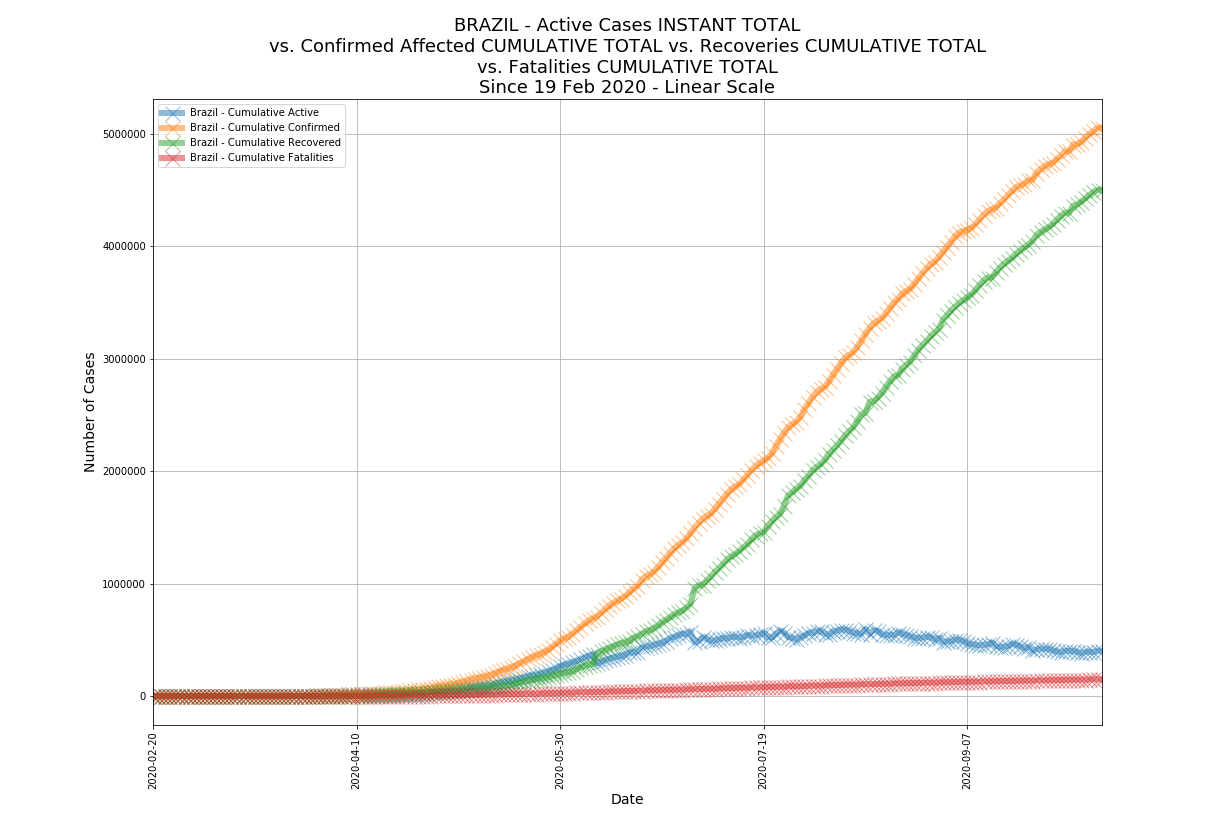 BRAZIL - Active Cases INSTANT TOTAL
vs. Confirmed Affected CUMULATIVE TOTAL vs. Recoveries CUMULATIVE TOTAL
vs. Fatalities CUMULATIVE TOTAL
Since 19 Feb 2020 - Linear Scale
Brazil - Cumulative Active
Brazil - Cumulative Confirmed
Brazil - Cumulative Recovered
Brazil - Cumulative Fatalities
Number of Cases
5000000
4000000
3000000
2000000
1000000
0
2020-02-20
2020-04-10
2020-05-30
2020-07-19
2020-09-07
Date